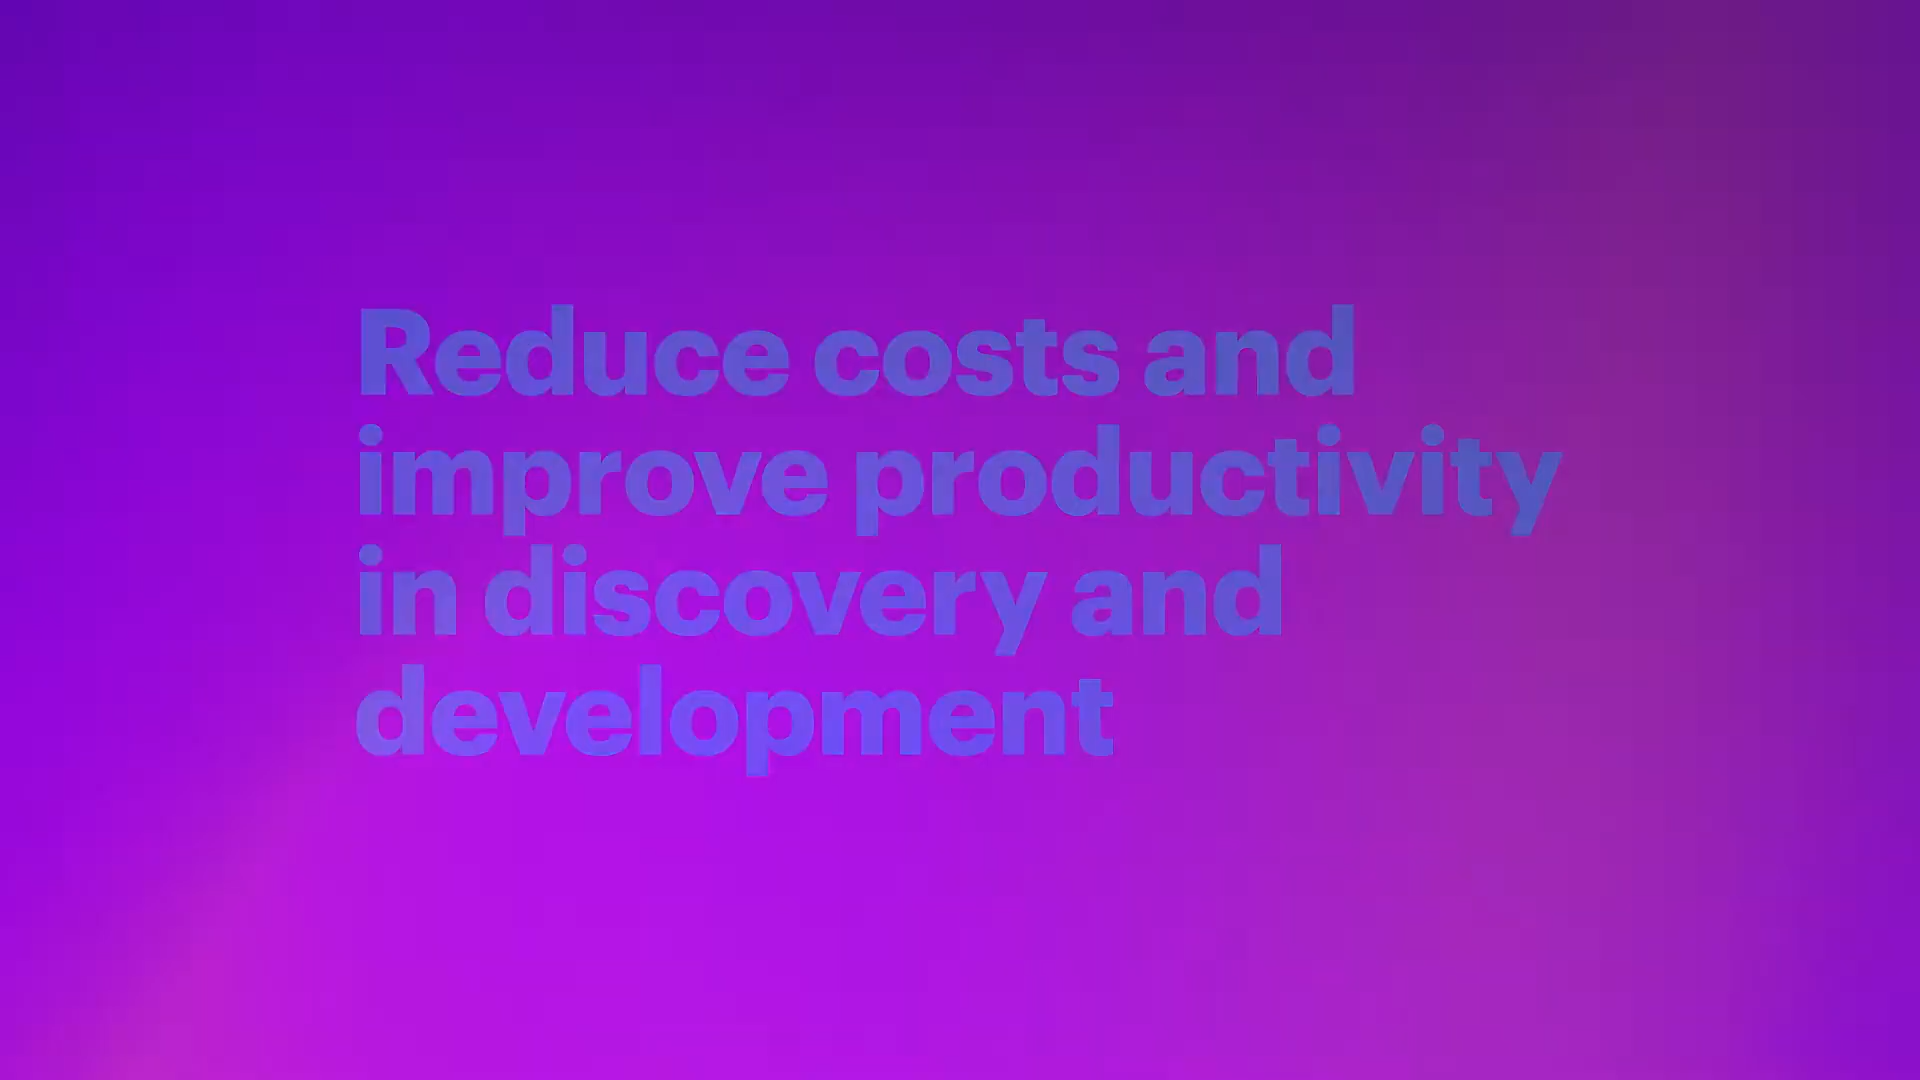 Reduce costs and
improve productivity
in discovery and
development